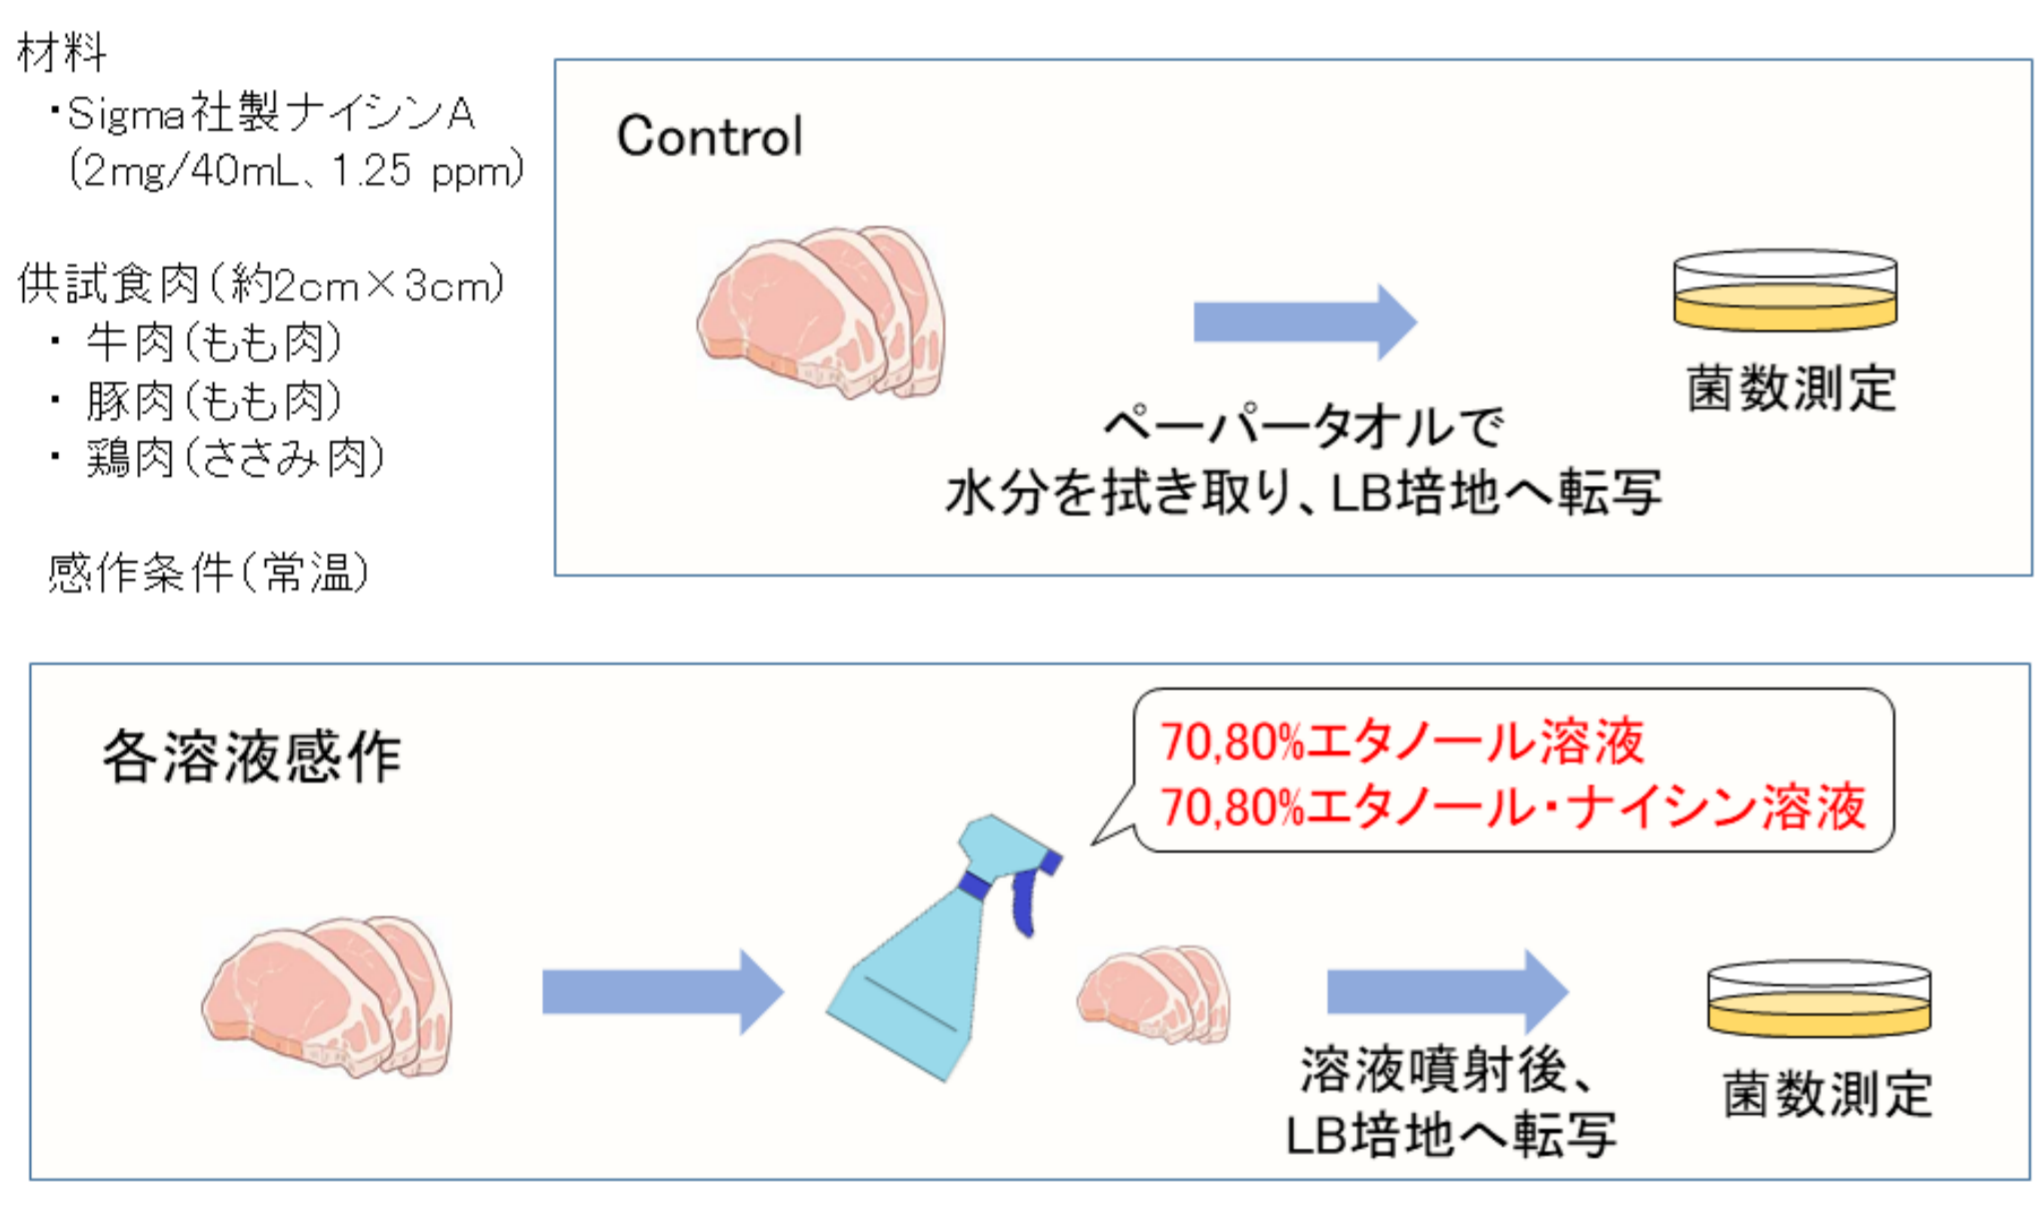 材料
・Sigma社製ナイシンA
(2mg/40mL、1.25 ppm)
供試食肉(約2cm×3cm)
・ 牛肉(もも肉)
・ 豚肉(もも肉)
・ 鶏肉(ささみ肉)
感作条件(常温)
Control
ペーパータオルで
水分を拭き取り、LB培地へ転写
菌数測定
各溶液感作
70,80%エタノール溶液
70,80%エタノール・ナイシン溶液
溶液噴射後、
LB培地へ転写
菌数測定